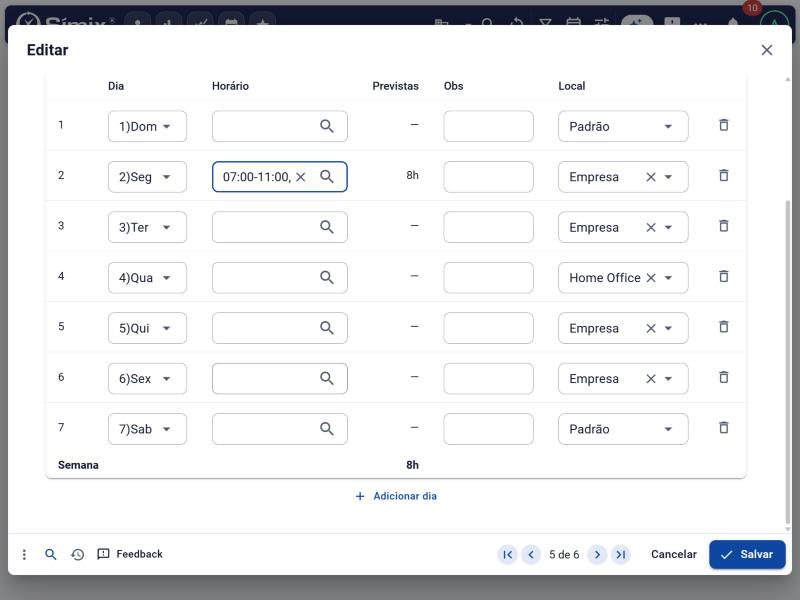 Simix®
10
A
Editar
Dia Horário Previstas Obs Local
1 1)Dom – Padrão
2 2)Seg 07:00-11:00, 8h Empresa
3 3)Ter – Empresa
4 4)Qua – Home Office
5 5)Qui – Empresa
6 6)Sex – Empresa
7 7)Sab – Padrão
Semana 8h
+ Adicionar dia
Feedback 5 de 6 Cancelar Salvar